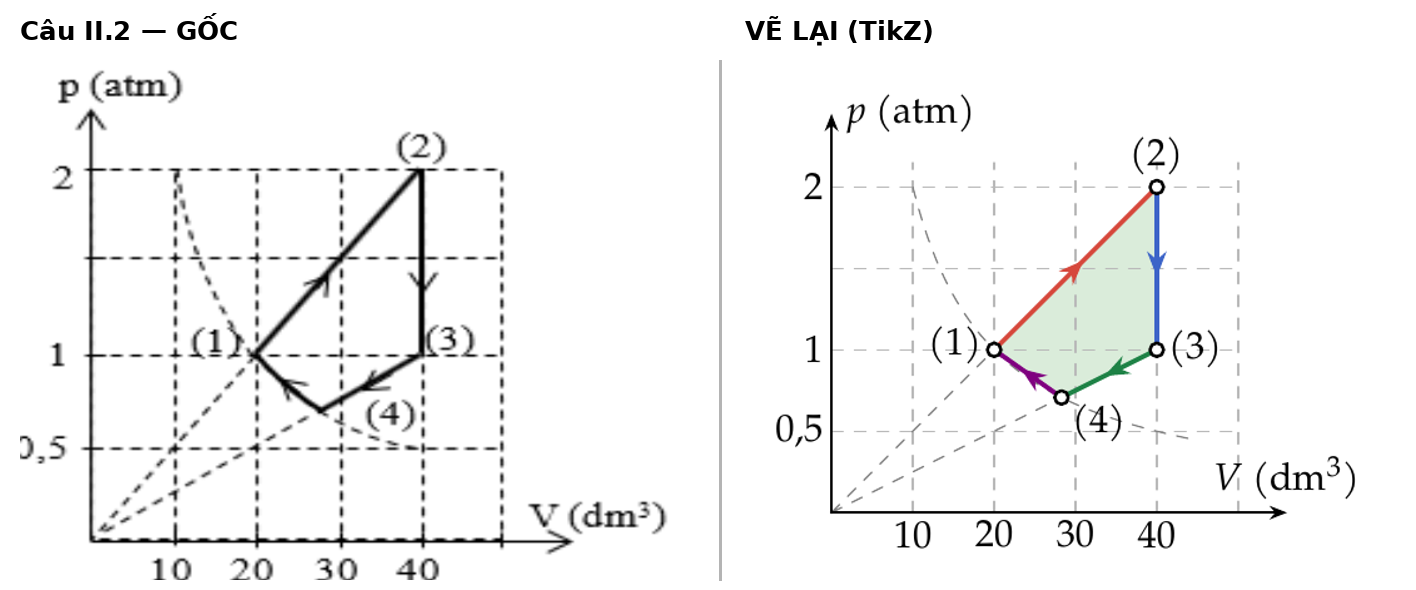 Câu II.2 — GỐC
p (atm)
(2)
2
(1)
(3)
1
(4)
0,5
V (dm³)
10 20 30 40
VẼ LẠI (TikZ)
p (atm)
(2)
2
(1)
(3)
1
(4)
0,5
V (dm³)
10 20 30 40